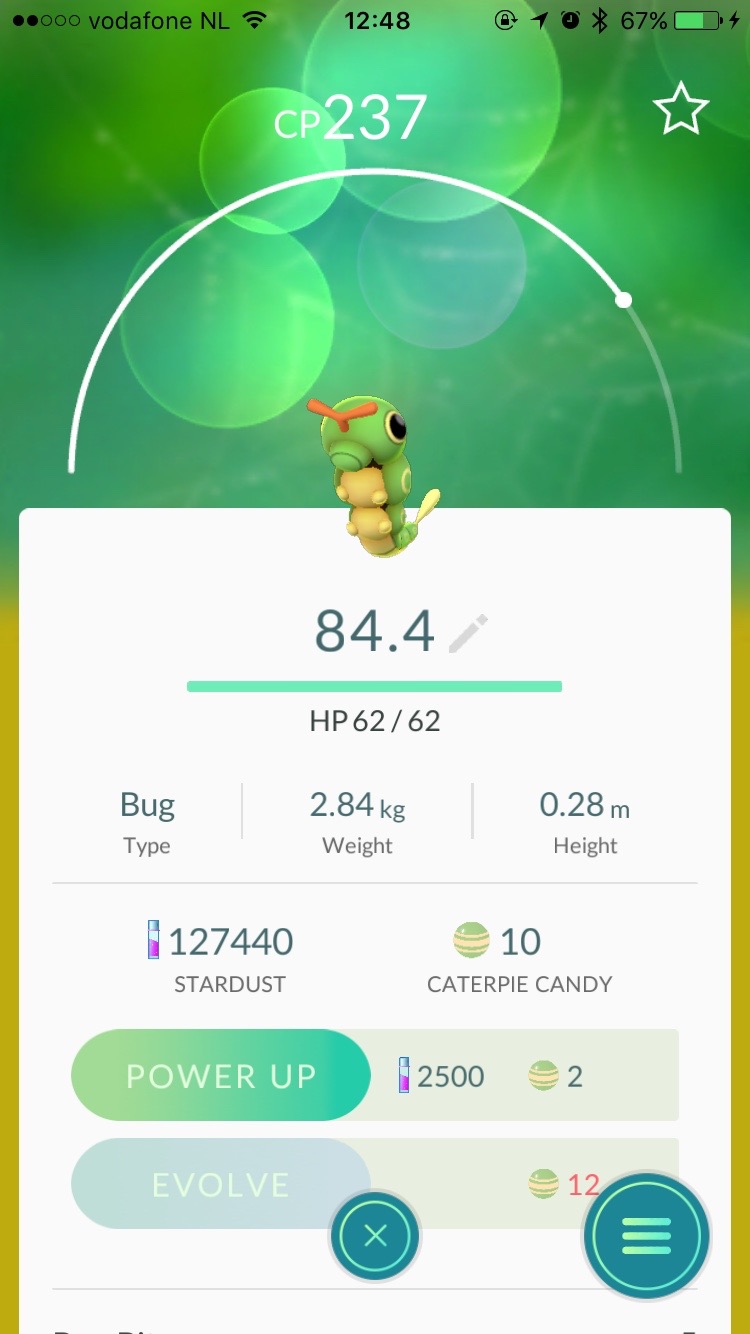 vodafone NL 12:48 67%
CP237
84.4
HP 62 / 62
Bug 2.84 kg 0.28 m
Type Weight Height
127440 10
STARDUST CATERPIE CANDY
POWER UP 2500 2
EVOLVE 12